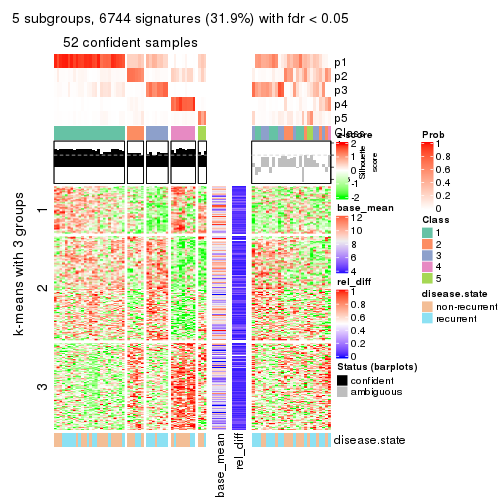 5 subgroups, 6744 signatures (31.9%) with fdr < 0.05
52 confident samples
p1
p2
p3
p4
p5
Class
k-means with 3 groups
1
2
3
base_mean
rel_diff
disease.state
z-score
2
1
0
-1
-2
Silhouette
score
base_mean
12
10
8
6
4
rel_diff
1
0.8
0.6
0.4
0.2
0
Status (barplots)
confident
ambiguous
Prob
1
0.8
0.6
0.4
0.2
0
Class
1
2
3
4
5
disease.state
non-recurrent
recurrent